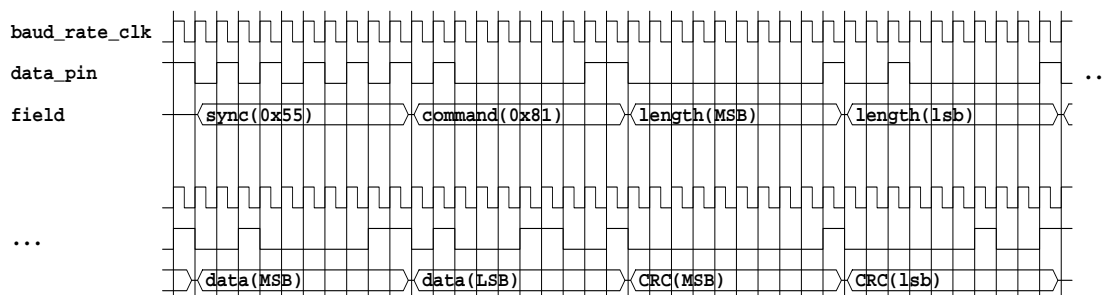 baud_rate_clk
data_pin
..
field
sync(0x55)
command(0x81)
length(MSB)
length(lsb)
...
data(MSB)
data(LSB)
CRC(MSB)
CRC(lsb)